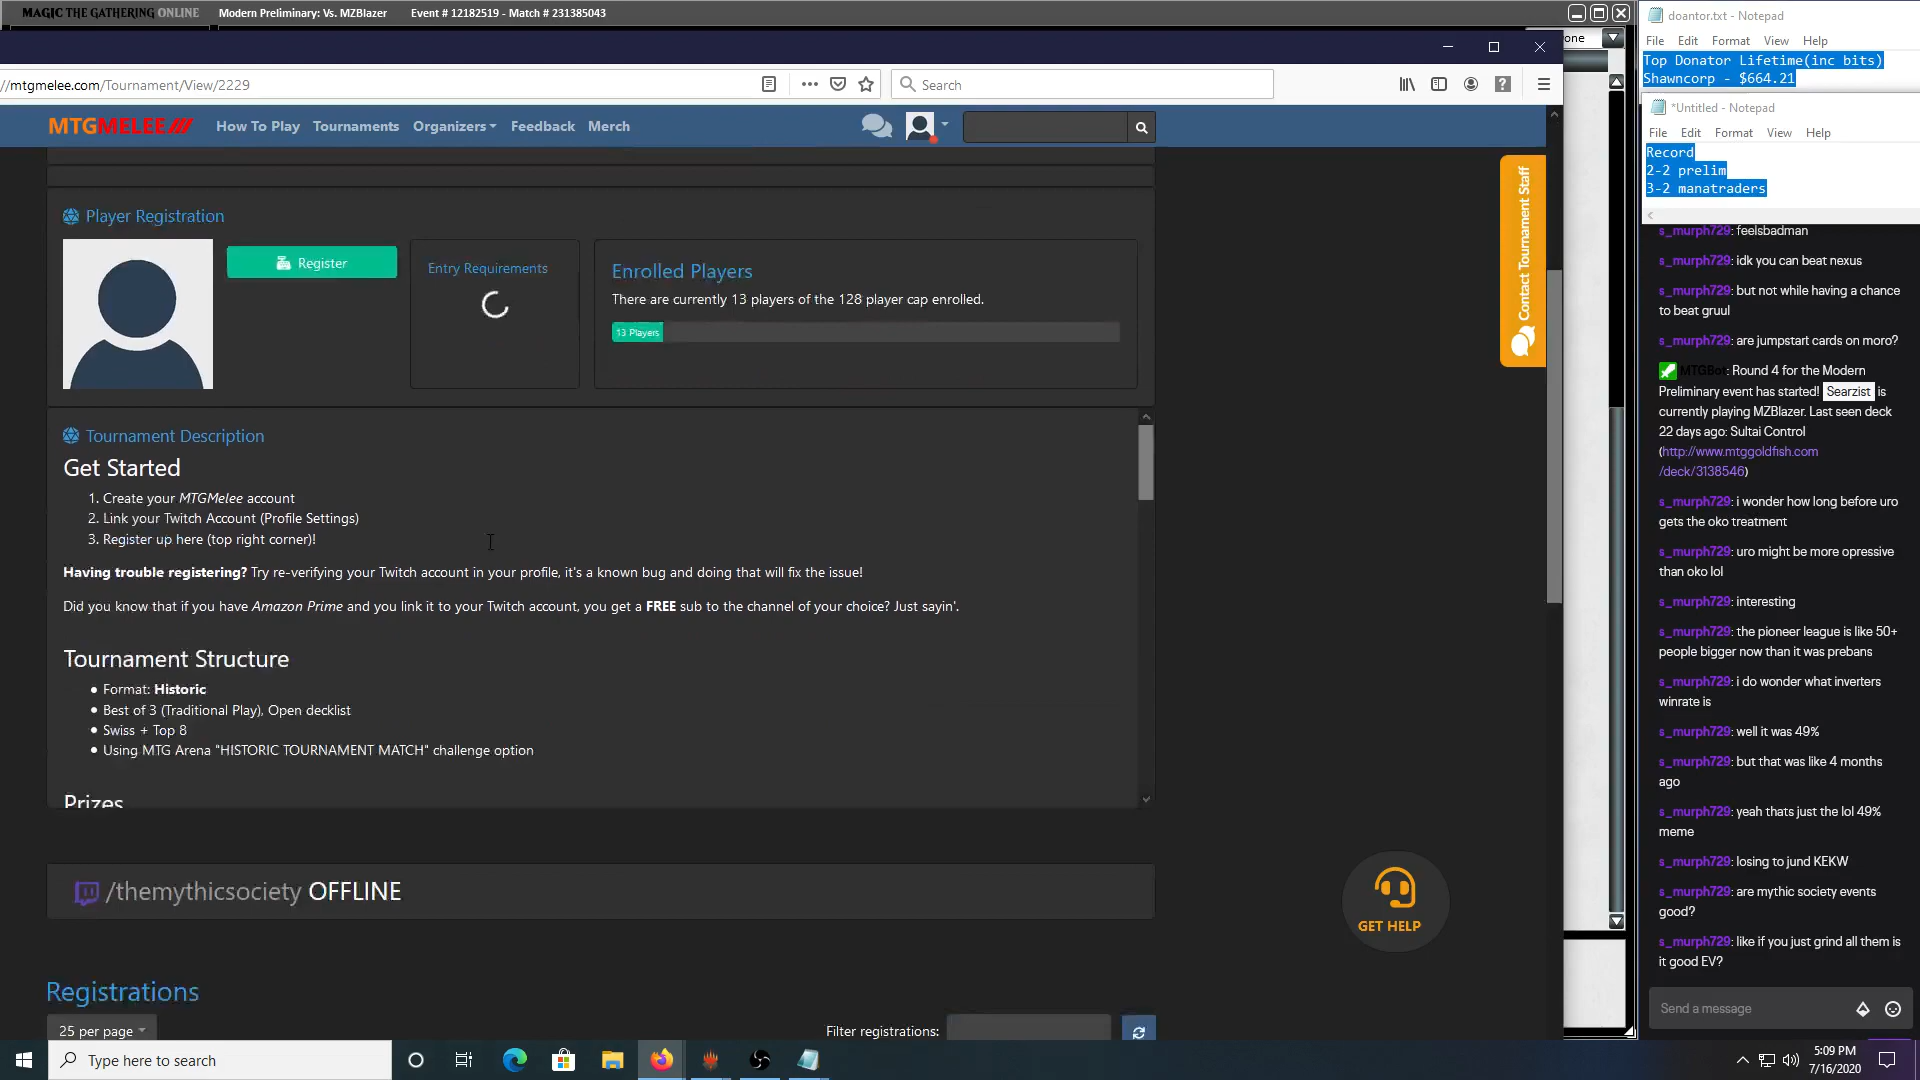 MAGIC THE GATHERING ONLINE Modern Preliminary: Vs. MZBlazer Event # 12182519 - Match # 231385043
one
//mtgmelee.com/Tournament/View/2229
Search
MTGMELEE How To Play Tournaments Organizers Feedback Merch
Player Registration
Register
Entry Requirements
Enrolled Players
There are currently 13 players of the 128 player cap enrolled.
13 Players
Contact Tournament Staff
Tournament Description
Get Started
1. Create your MTGMelee account
2. Link your Twitch Account (Profile Settings)
3. Register up here (top right corner)!
Having trouble registering? Try re-verifying your Twitch account in your profile, it's a known bug and doing that will fix the issue!
Did you know that if you have Amazon Prime and you link it to your Twitch account, you get a FREE sub to the channel of your choice? Just sayin'.
Tournament Structure
• Format: Historic
• Best of 3 (Traditional Play), Open decklist
• Swiss + Top 8
• Using MTG Arena "HISTORIC TOURNAMENT MATCH" challenge option
Prizes
/themythicsociety OFFLINE
GET HELP
Registrations
25 per page
Filter registrations:
doantor.txt - Notepad
File Edit Format View Help
Top Donator Lifetime(inc bits)
Shawncorp - $664.21
*Untitled - Notepad
File Edit Format View Help
Record
2-2 prelim
3-2 manatraders
s_murph729: feelsbadman
s_murph729: idk you can beat nexus
s_murph729: but not while having a chance
to beat gruul
s_murph729: are jumpstart cards on moro?
MTGBot: Round 4 for the Modern
Preliminary event has started! Searzist is
currently playing MZBlazer. Last seen deck
22 days ago: Sultai Control
(http://www.mtggoldfish.com
/deck/3138546)
s_murph729: i wonder how long before uro
gets the oko treatment
s_murph729: uro might be more opressive
than oko lol
s_murph729: interesting
s_murph729: the pioneer league is like 50+
people bigger now than it was prebans
s_murph729: i do wonder what inverters
winrate is
s_murph729: well it was 49%
s_murph729: but that was like 4 months
ago
s_murph729: yeah thats just the lol 49%
meme
s_murph729: losing to jund KEKW
s_murph729: are mythic society events
good?
s_murph729: like if you just grind all them is
it good EV?
Send a message
Type here to search
5:09 PM
7/16/2020